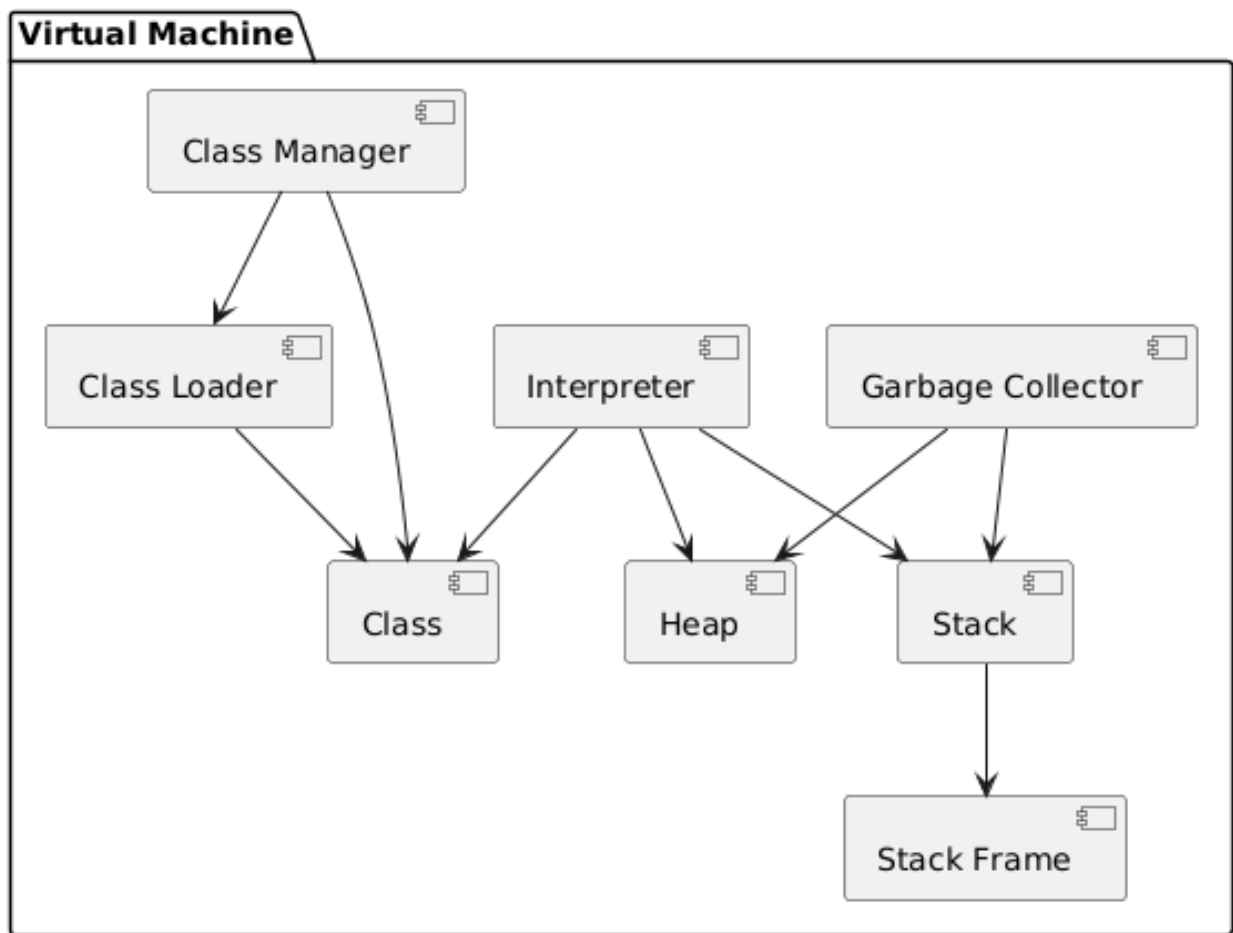 Virtual Machine
Class Manager
Class Loader
Interpreter
Garbage Collector
Class
Heap
Stack
Stack Frame